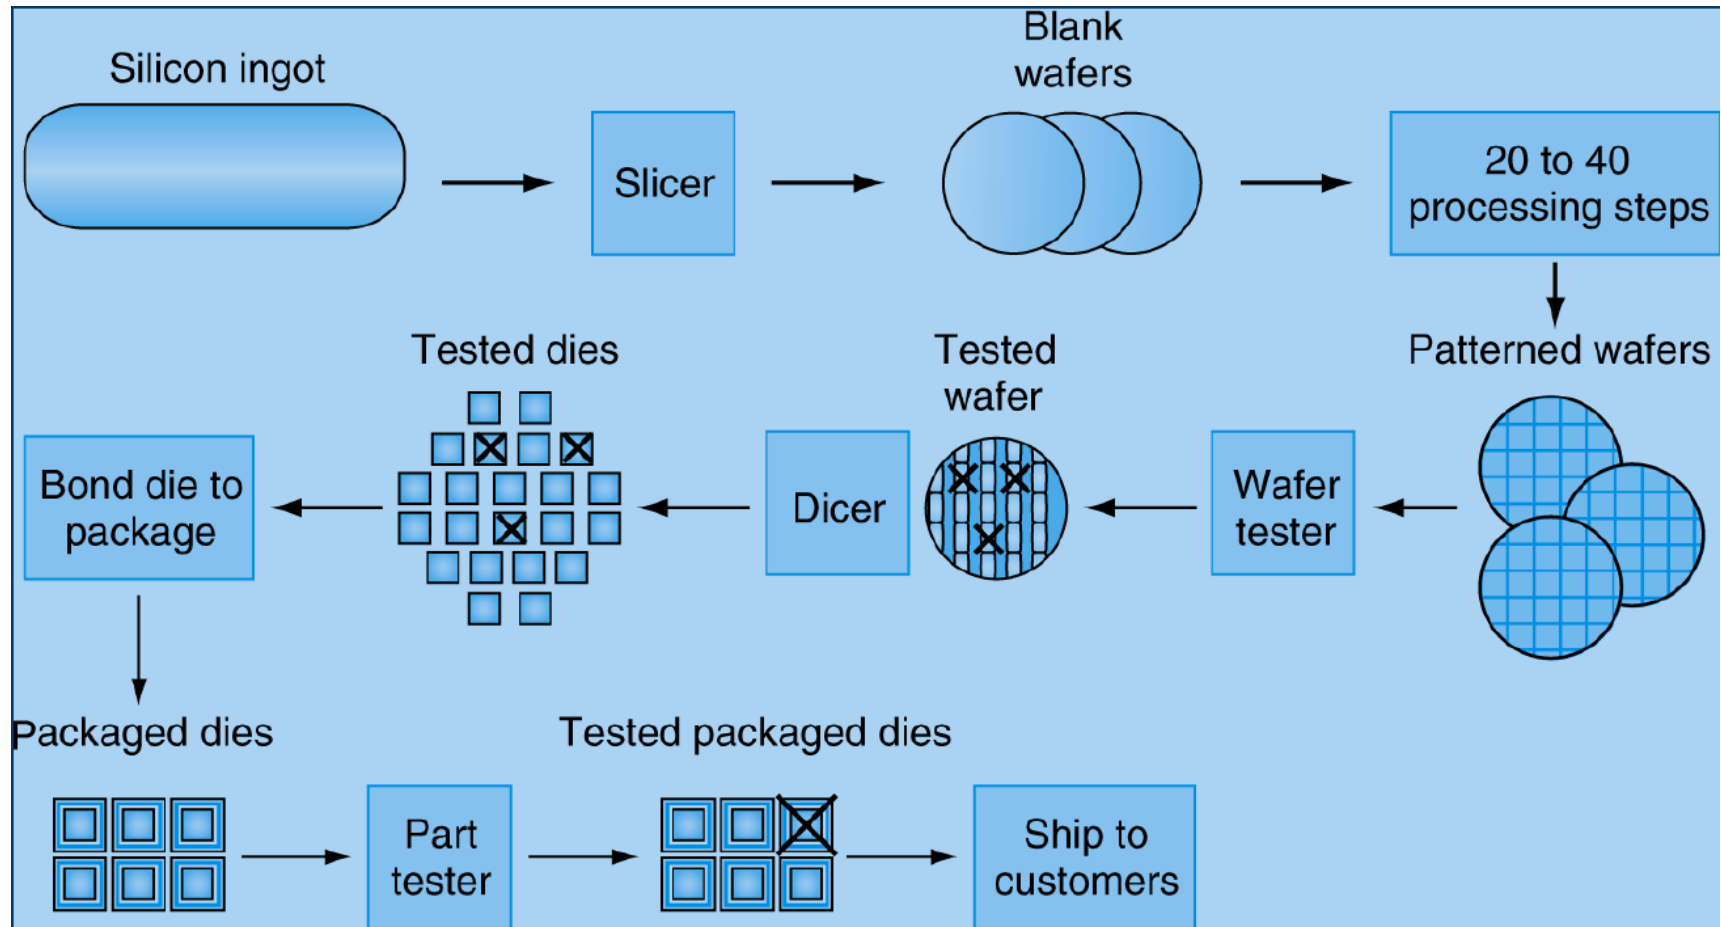 Silicon ingot
Blank
wafers
Slicer
20 to 40
processing steps
Tested dies
Tested
wafer
Patterned wafers
Bond die to
package
Dicer
Wafer
tester
Packaged dies
Tested packaged dies
Part
tester
Ship to
customers